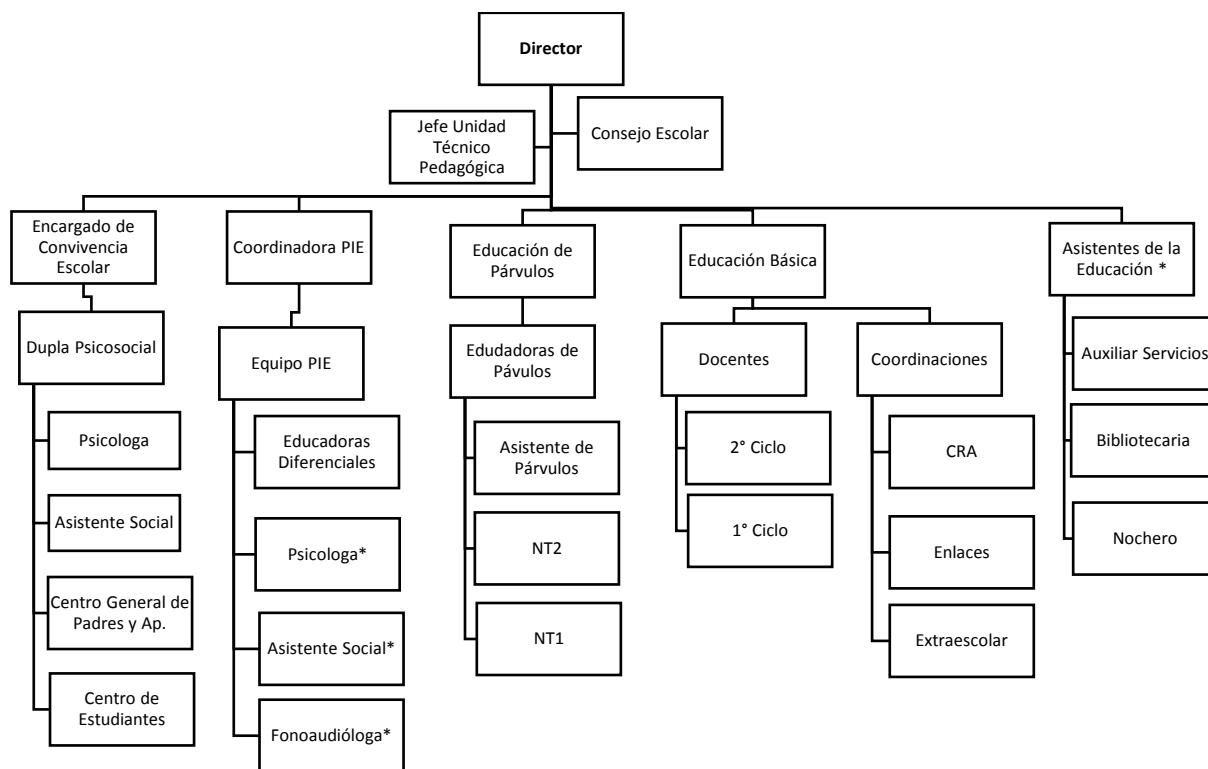 Director
Jefe Unidad
Técnico
Pedagógica
Consejo Escolar
Encargado de
Convivencia
Escolar
Coordinadora PIE
Educación de
Párvulos
Educación Básica
Asistentes de la
Educación *
Dupla Psicosocial
Equipo PIE
Edudadoras de
Pávulos
Docentes
Coordinaciones
Auxiliar Servicios
Psicologa
Educadoras
Diferenciales
Asistente de
Párvulos
2° Ciclo
CRA
Bibliotecaria
Asistente Social
Psicologa*
NT2
1° Ciclo
Enlaces
Nochero
Centro General de
Padres y Ap.
Asistente Social*
NT1
Extraescolar
Centro de
Estudiantes
Fonoaudióloga*